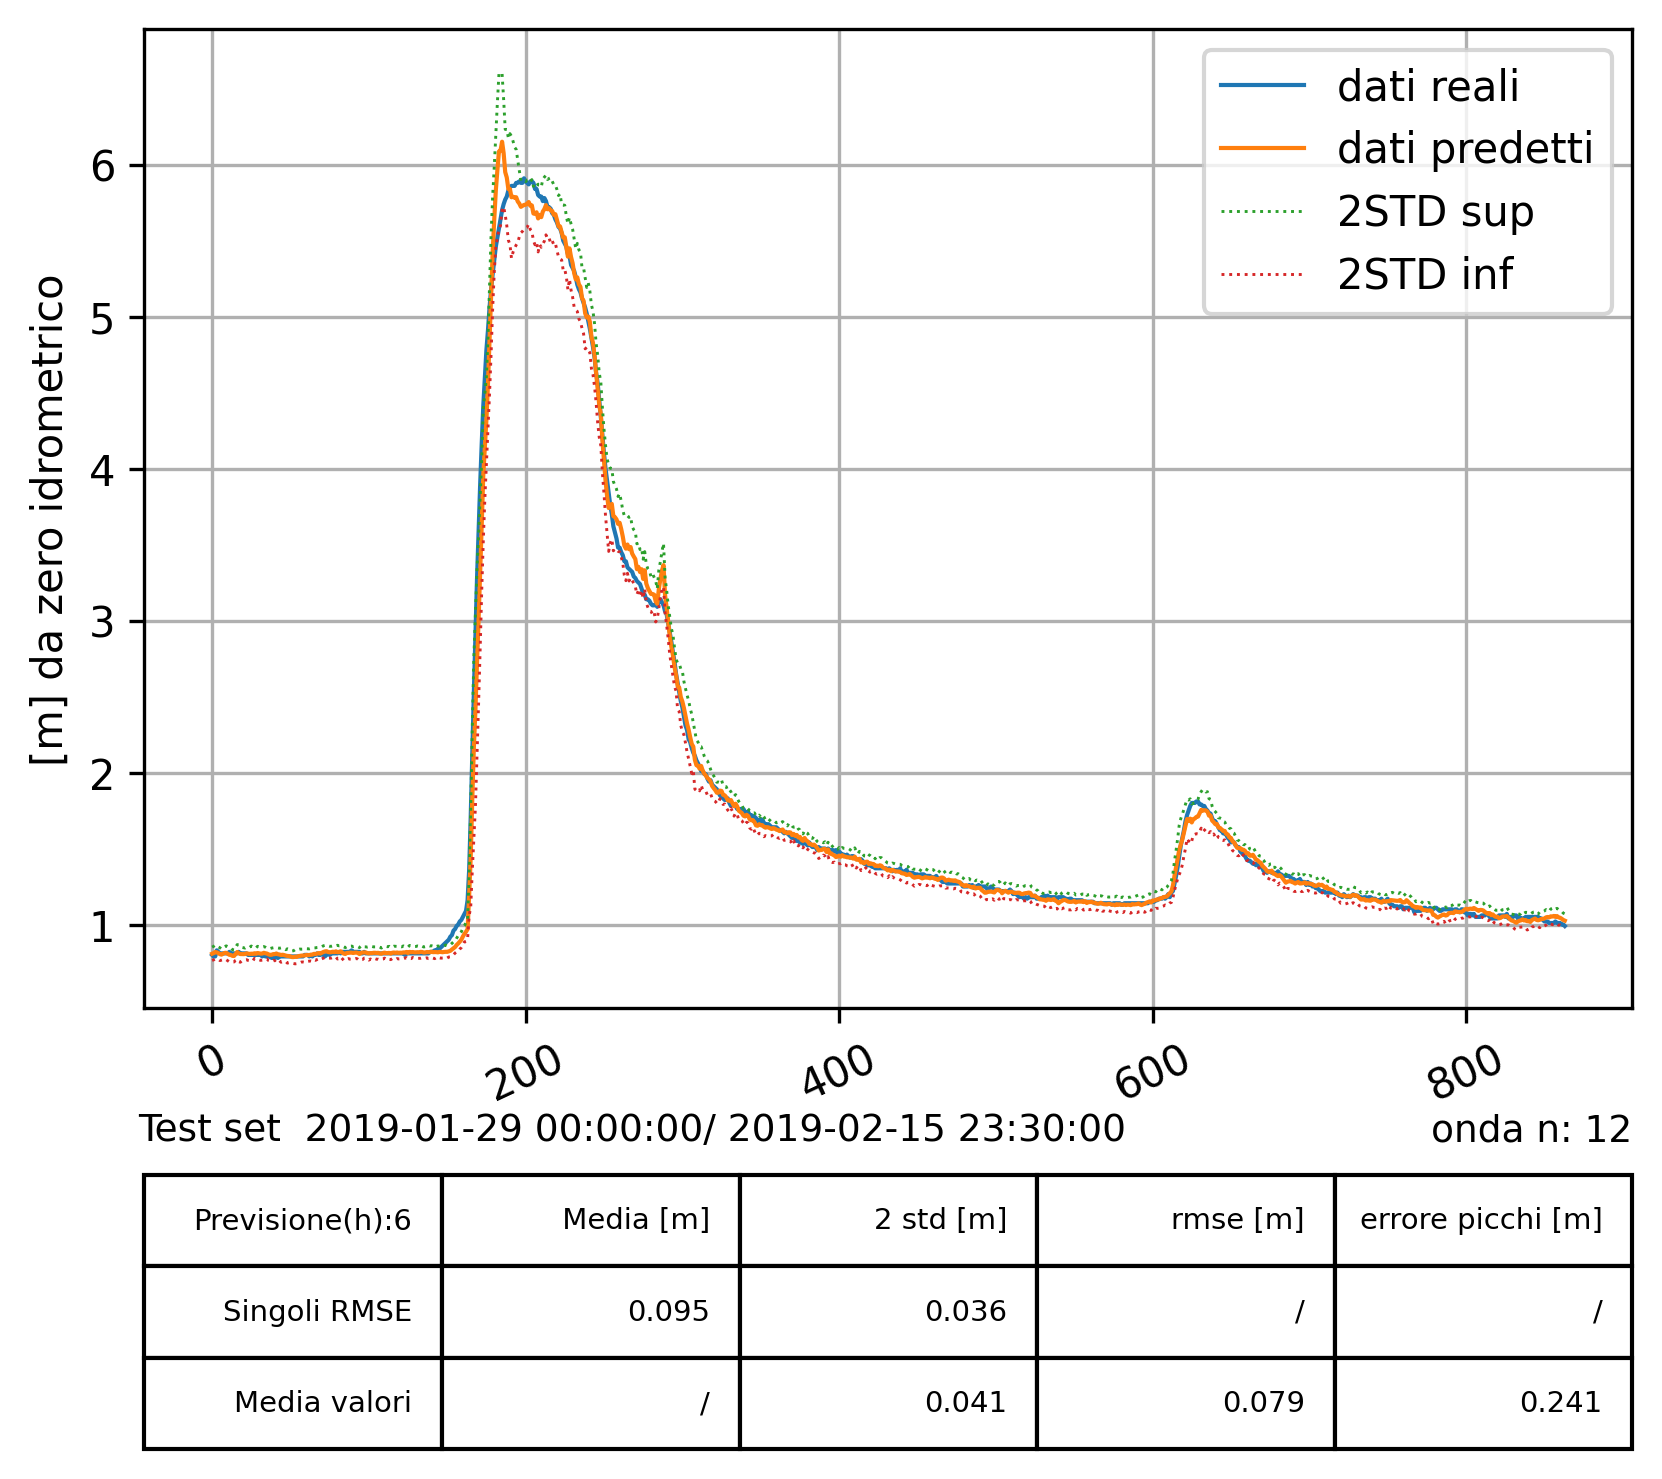 dati reali
dati predetti
2STD sup
2STD inf
[m] da zero idrometrico
6
5
4
3
2
1
0 200 400 600 800
Test set 2019-01-29 00:00:00/ 2019-02-15 23:30:00 onda n: 12
Previsione(h):6 Media [m] 2 std [m] rmse [m] errore picchi [m]
Singoli RMSE 0.095 0.036 / /
Media valori / 0.041 0.079 0.241